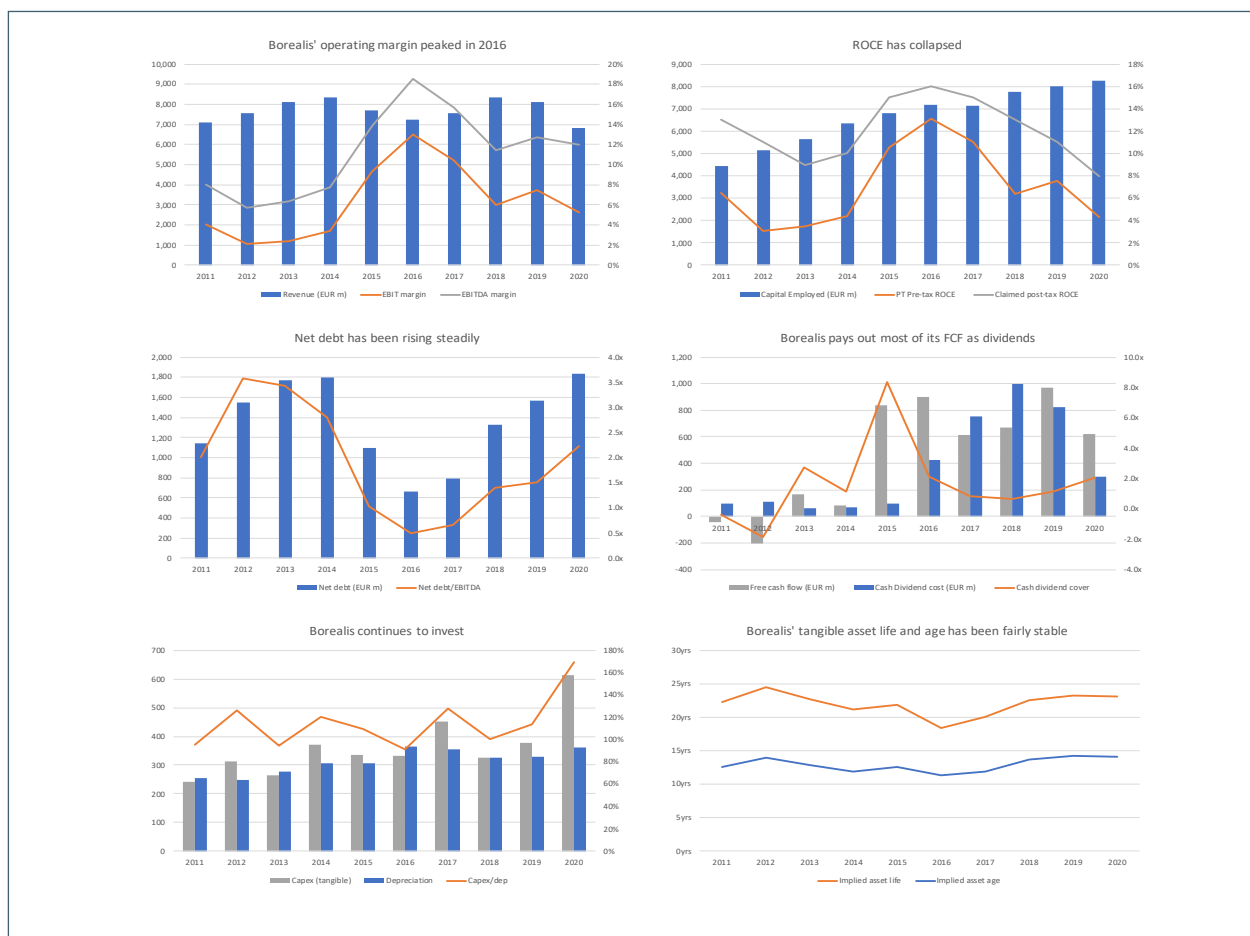 Borealis' operating margin peaked in 2016
10,000
9,000
8,000
7,000
6,000
5,000
4,000
3,000
2,000
1,000
0
20%
18%
16%
14%
12%
10%
8%
6%
4%
2%
0%
2011 2012 2013 2014 2015 2016 2017 2018 2019 2020
Revenue (EUR m) EBIT margin EBITDA margin
ROCE has collapsed
9,000
8,000
7,000
6,000
5,000
4,000
3,000
2,000
1,000
0
18%
16%
14%
12%
10%
8%
6%
4%
2%
0%
2011 2012 2013 2014 2015 2016 2017 2018 2019 2020
Capital Employed (EUR m) PT Pre-tax ROCE Claimed post-tax ROCE
Net debt has been rising steadily
2,000
1,800
1,600
1,400
1,200
1,000
800
600
400
200
0
4.0x
3.5x
3.0x
2.5x
2.0x
1.5x
1.0x
0.5x
0.0x
2011 2012 2013 2014 2015 2016 2017 2018 2019 2020
Net debt (EUR m) Net debt/EBITDA
Borealis pays out most of its FCF as dividends
1,200
1,000
800
600
400
200
0
-200
-400
10.0x
8.0x
6.0x
4.0x
2.0x
0.0x
-2.0x
-4.0x
2011 2012 2013 2014 2015 2016 2017 2018 2019 2020
Free cash flow (EUR m) Cash Dividend cost (EUR m) Cash dividend cover
Borealis continues to invest
700
600
500
400
300
200
100
0
180%
160%
140%
120%
100%
80%
60%
40%
20%
0%
2011 2012 2013 2014 2015 2016 2017 2018 2019 2020
Capex (tangible) Depreciation Capex/dep
Borealis' tangible asset life and age has been fairly stable
30yrs
25yrs
20yrs
15yrs
10yrs
5yrs
0yrs
2011 2012 2013 2014 2015 2016 2017 2018 2019 2020
Implied asset life Implied asset age